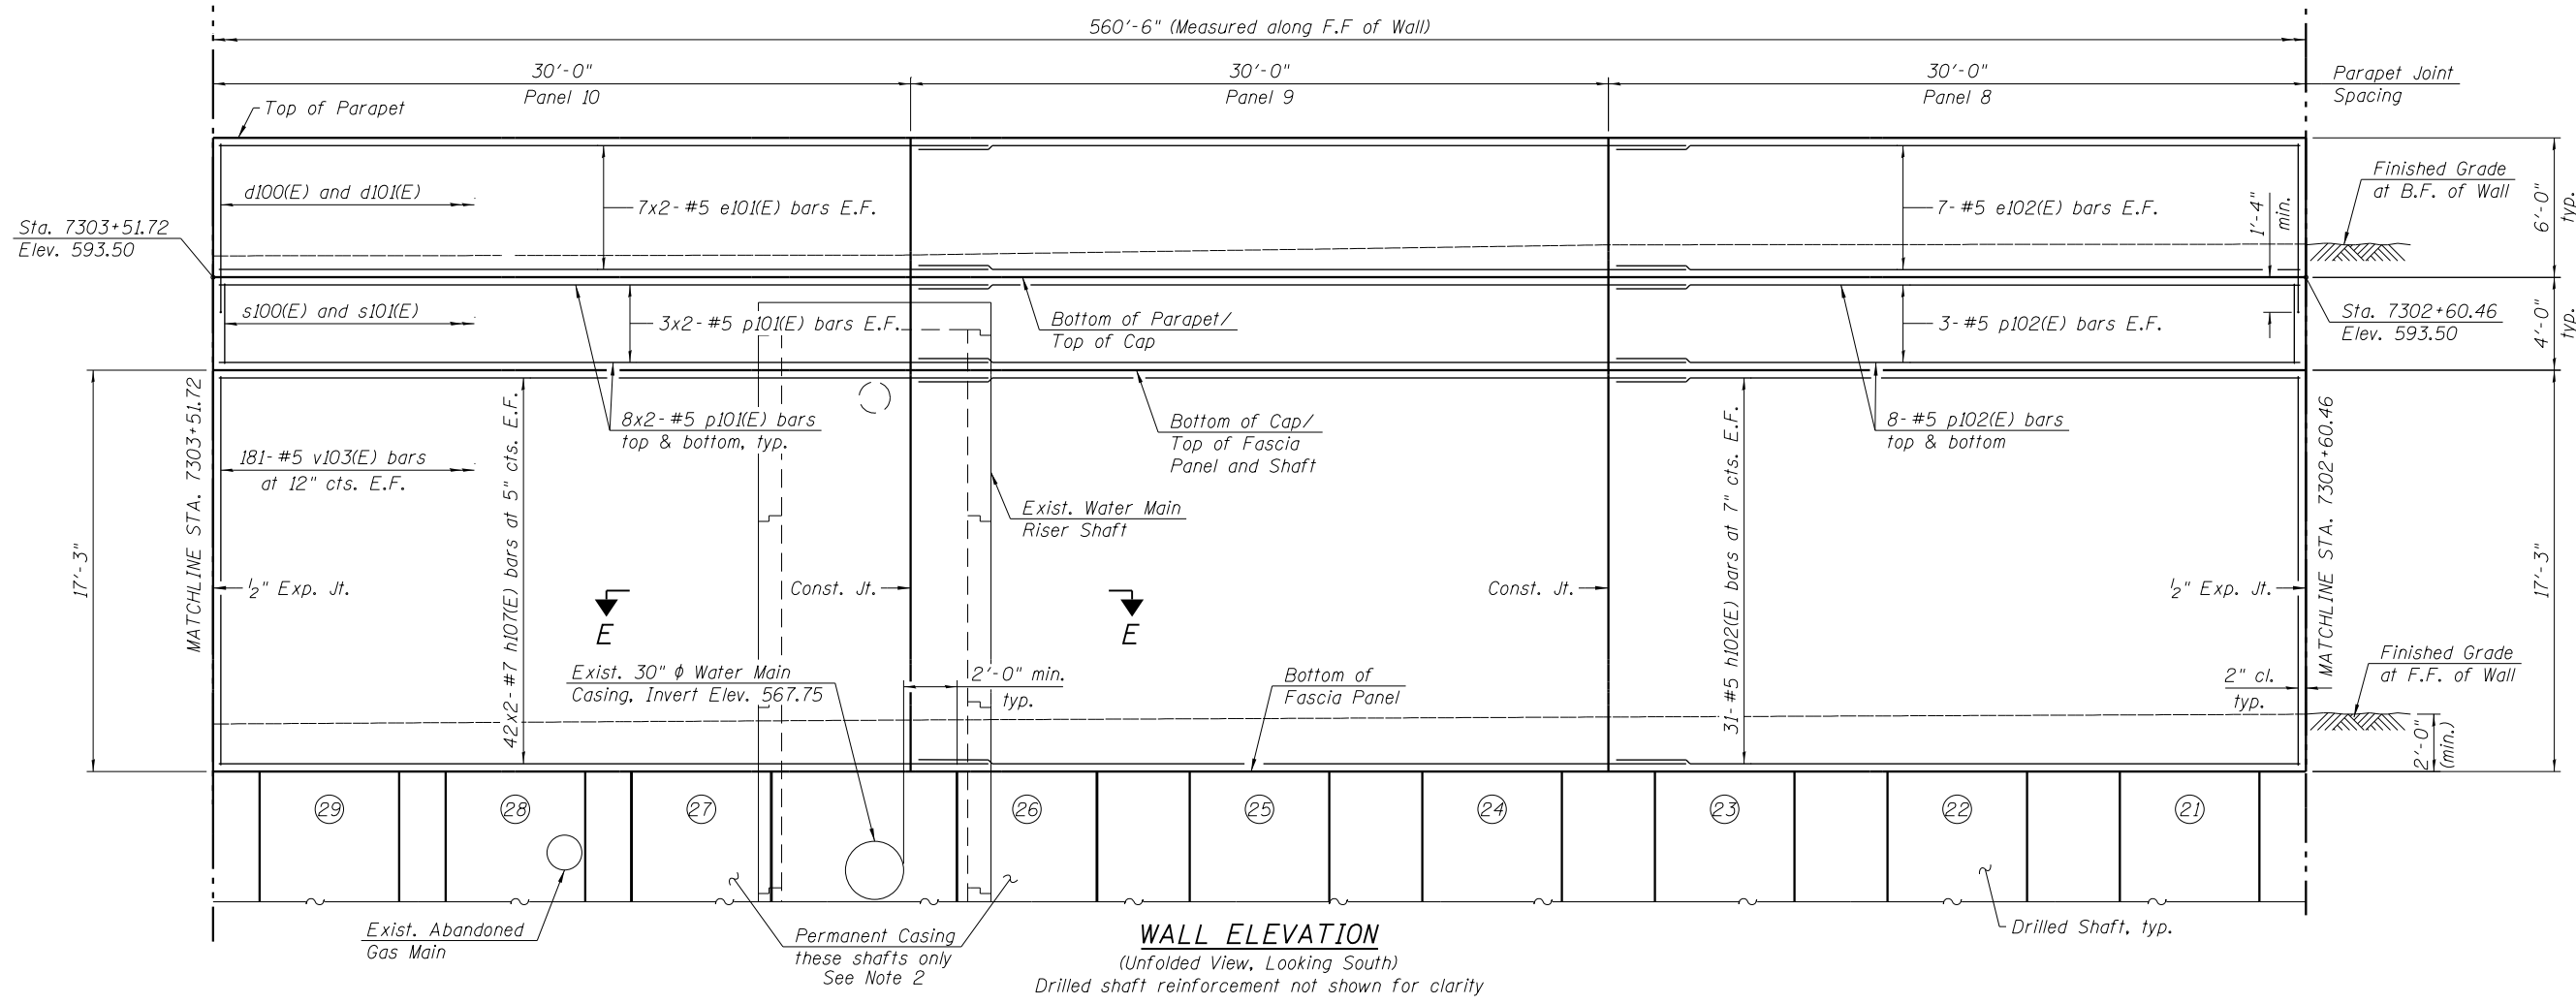 560'-6" (Measured along F.F of Wall)
30'-0"
Panel 10
30'-0"
Panel 9
30'-0"
Panel 8
Parapet Joint
Spacing
Top of Parapet
d100(E) and d101(E)
7x2-#5 e101(E) bars E.F.
7-#5 e102(E) bars E.F.
1'-4"
min.
Finished Grade
at B.F. of Wall
6'-0"
typ.
Sta. 7303+51.72
Elev. 593.50
s100(E) and s101(E)
3x2-#5 p101(E) bars E.F.
Bottom of Parapet/
Top of Cap
3-#5 p102(E) bars E.F.
Sta. 7302+60.46
Elev. 593.50
4'-0"
typ.
8x2-#5 p101(E) bars
top & bottom, typ.
Bottom of Cap/
Top of Fascia
Panel and Shaft
8-#5 p102(E) bars
top & bottom
17'-3"
MATCHLINE STA. 7303+51.72
181-#5 v103(E) bars
at 12" cts. E.F.
42x2-#7 h107(E) bars at 5" cts. E.F.
Exist. Water Main
Riser Shaft
31-#5 h102(E) bars at 7" cts. E.F.
MATCHLINE STA. 7302+60.46
17'-3"
1/2" Exp. Jt.
Const. Jt.
Const. Jt.
1/2" Exp. Jt.
E
E
Exist. 30" ϕ Water Main
Casing, Invert Elev. 567.75
2'-0" min.
typ.
Bottom of
Fascia Panel
2" cl.
typ.
Finished Grade
at F.F. of Wall
2'-0"
(min.)
29
28
27
26
25
24
23
22
21
Exist. Abandoned
Gas Main
Permanent Casing
these shafts only
See Note 2
Drilled Shaft, typ.
WALL ELEVATION
(Unfolded View, Looking South)
Drilled shaft reinforcement not shown for clarity